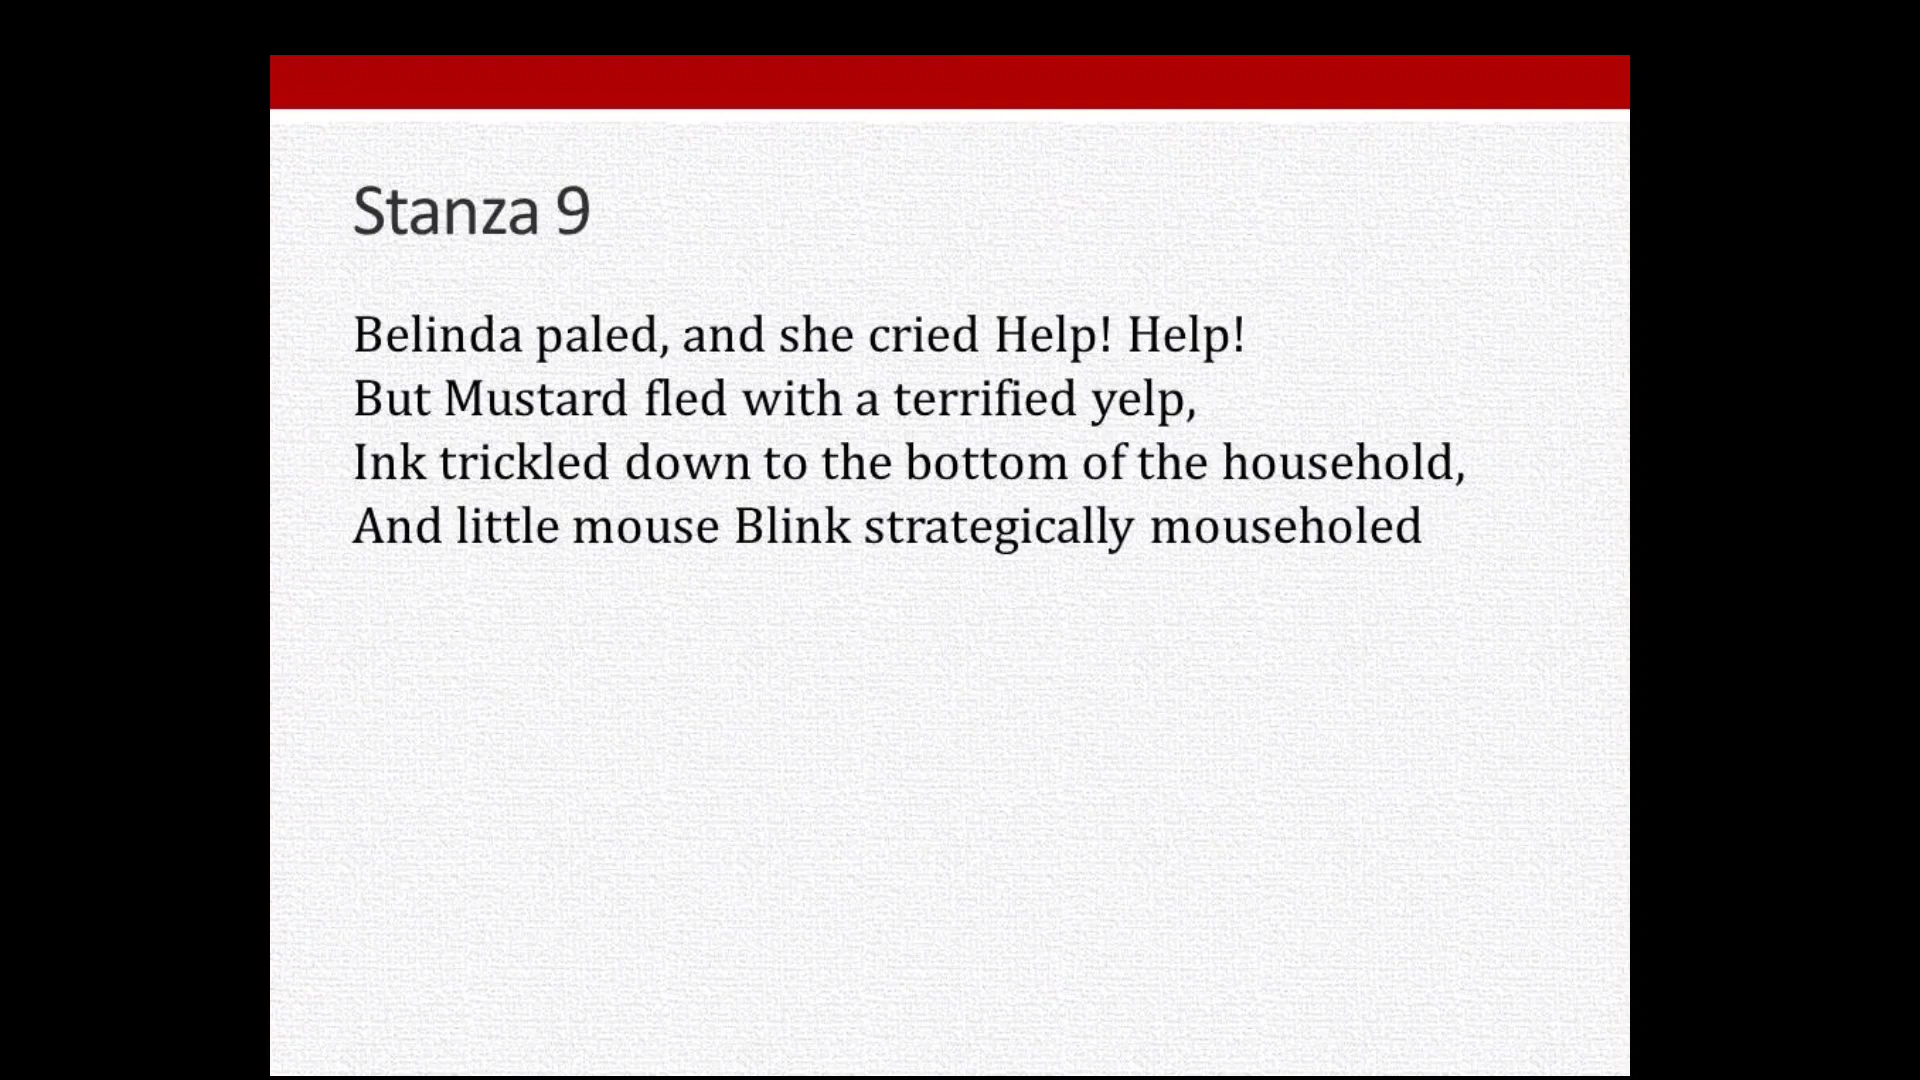 Stanza 9
Belinda paled, and she cried Help! Help!
But Mustard fled with a terrified yelp,
Ink trickled down to the bottom of the household,
And little mouse Blink strategically mouseholed